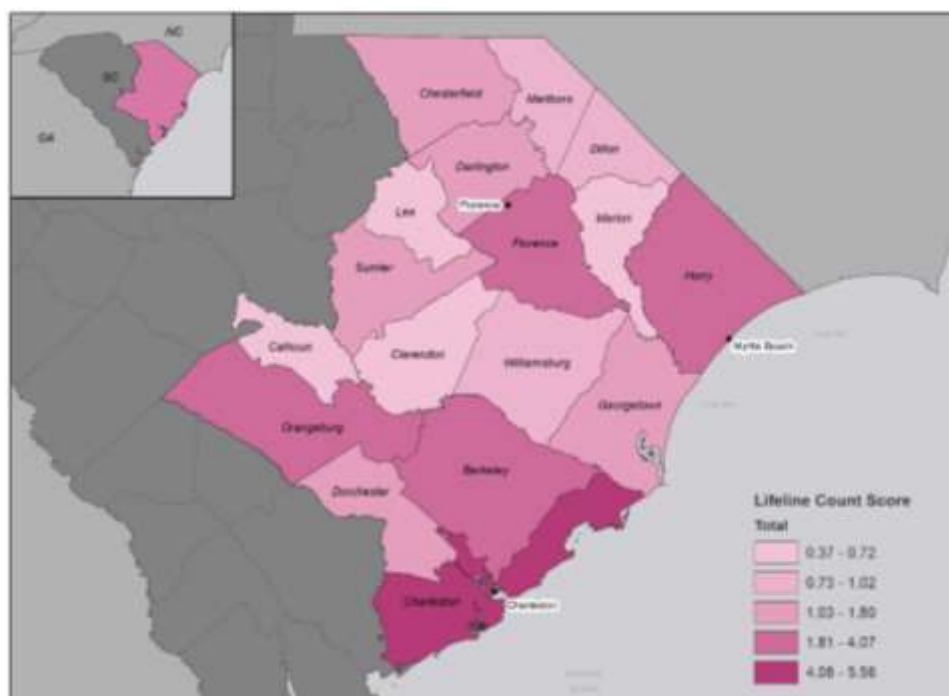 NC
SC
GA
Chesterfield
Marlboro
Dillon
Darlington
Lee
Florence
Marion
Florence
Horry
Sumter
Myrtle Beach
Calhoun
Clarendon
Williamsburg
Georgetown
Orangeburg
Berkeley
Dorchester
Charleston
Charleston
Lifeline Count Score
Total
0.37 - 0.72
0.73 - 1.02
1.03 - 1.80
1.81 - 4.07
4.08 - 5.56